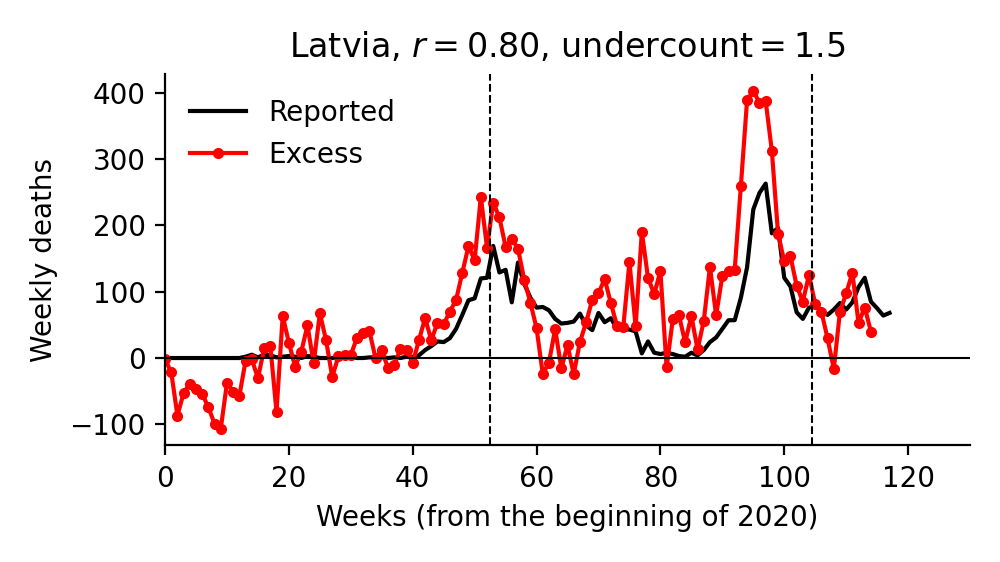 Latvia, r = 0.80, undercount = 1.5
Reported
Excess
Weekly deaths
400
300
200
100
0
−100
0 20 40 60 80 100 120
Weeks (from the beginning of 2020)